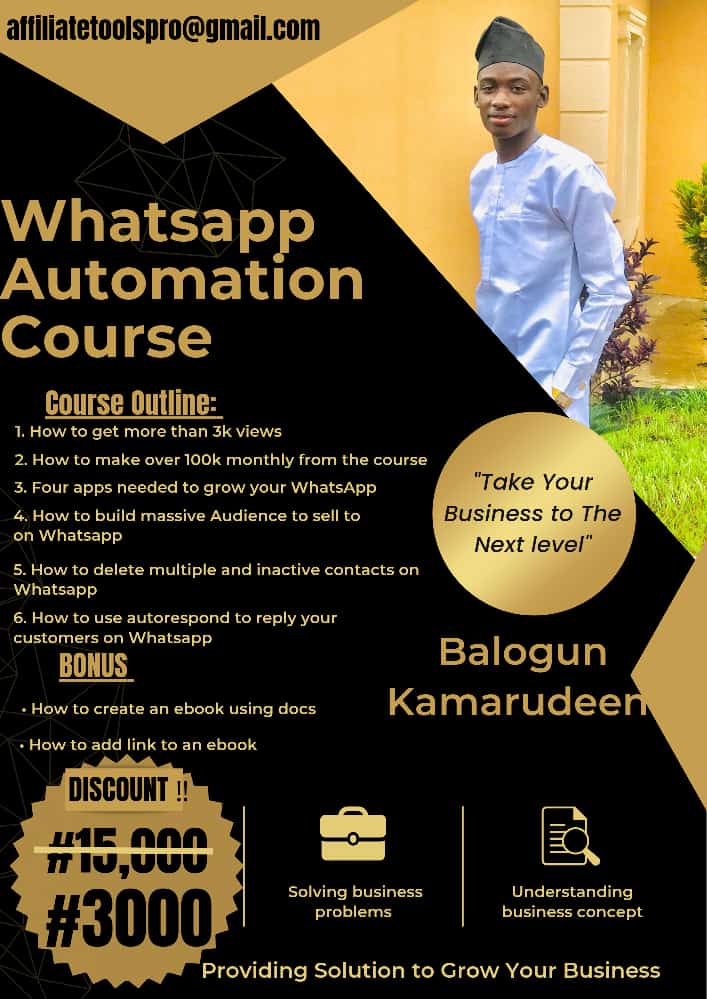 affiliatetoolspro@gmail.com
Whatsapp
Automation
Course
Course Outline:
1. How to get more than 3k views
2. How to make over 100k monthly from the course
3. Four apps needed to grow your WhatsApp
4. How to build massive Audience to sell to
on Whatsapp
5. How to delete multiple and inactive contacts on
Whatsapp
6. How to use autorespond to reply your
customers on Whatsapp
"Take Your
Business to The
Next level"
BONUS
• How to create an ebook using docs
• How to add link to an ebook
Balogun
Kamarudeen
DISCOUNT !!
#15,000
#3000
Solving business
problems
Understanding
business concept
Providing Solution to Grow Your Business